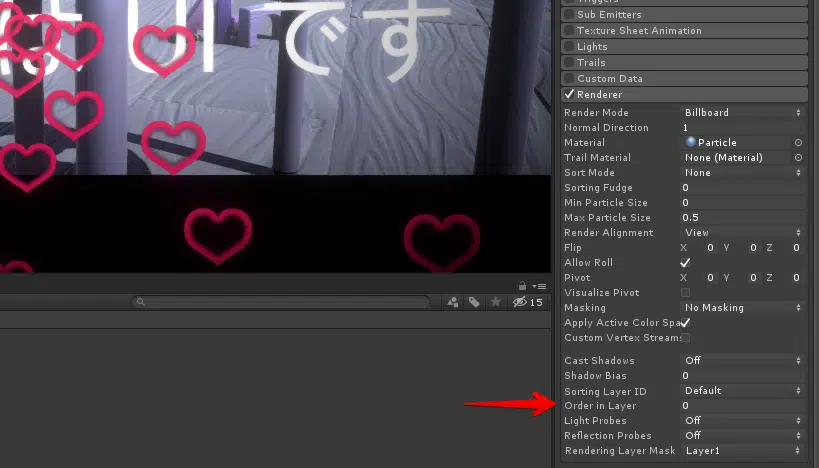 UIです
Triggers
Sub Emitters
Texture Sheet Animation
Lights
Trails
Custom Data
Renderer
Render Mode Billboard
Normal Direction 1
Material Particle
Trail Material None (Material)
Sort Mode None
Sorting Fudge 0
Min Particle Size 0
Max Particle Size 0.5
Render Alignment View
Flip X 0 Y 0 Z 0
Allow Roll
Pivot X 0 Y 0 Z 0
Visualize Pivot
Masking No Masking
Apply Active Color Spa
Custom Vertex Streams
Cast Shadows Off
Shadow Bias 0
Sorting Layer ID Default
Order in Layer 0
Light Probes Off
Reflection Probes Off
Rendering Layer Mask Layer1
15